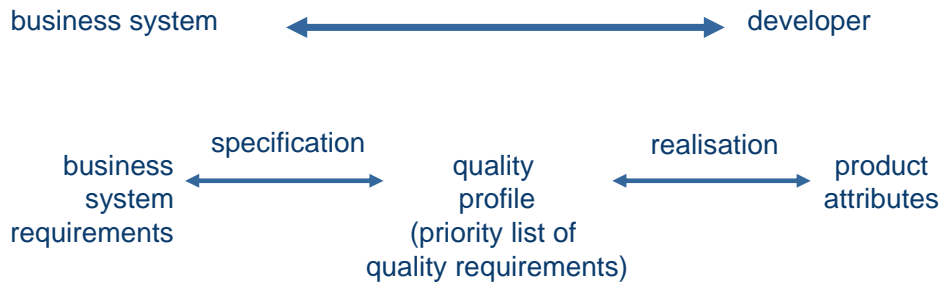 business system developer
specification realisation
business quality product
system profile attributes
requirements (priority list of
quality requirements)